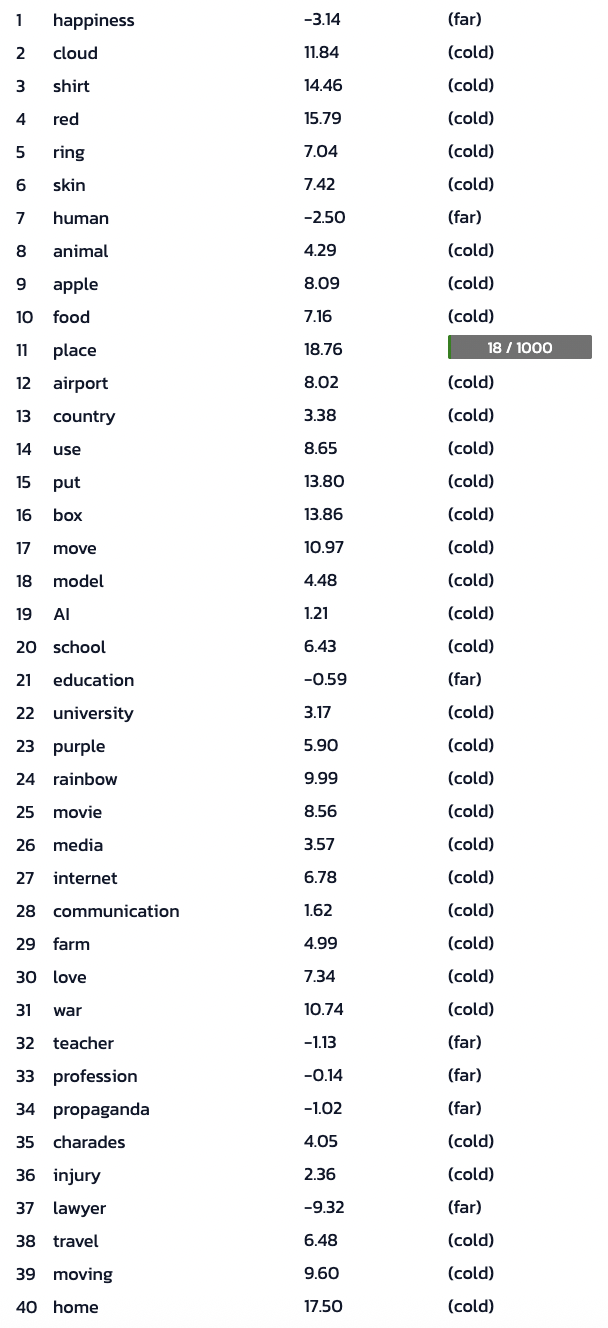 1 happiness -3.14 (far)
2 cloud 11.84 (cold)
3 shirt 14.46 (cold)
4 red 15.79 (cold)
5 ring 7.04 (cold)
6 skin 7.42 (cold)
7 human -2.50 (far)
8 animal 4.29 (cold)
9 apple 8.09 (cold)
10 food 7.16 (cold)
11 place 18.76 18 / 1000
12 airport 8.02 (cold)
13 country 3.38 (cold)
14 use 8.65 (cold)
15 put 13.80 (cold)
16 box 13.86 (cold)
17 move 10.97 (cold)
18 model 4.48 (cold)
19 AI 1.21 (cold)
20 school 6.43 (cold)
21 education -0.59 (far)
22 university 3.17 (cold)
23 purple 5.90 (cold)
24 rainbow 9.99 (cold)
25 movie 8.56 (cold)
26 media 3.57 (cold)
27 internet 6.78 (cold)
28 communication 1.62 (cold)
29 farm 4.99 (cold)
30 love 7.34 (cold)
31 war 10.74 (cold)
32 teacher -1.13 (far)
33 profession -0.14 (far)
34 propaganda -1.02 (far)
35 charades 4.05 (cold)
36 injury 2.36 (cold)
37 lawyer -9.32 (far)
38 travel 6.48 (cold)
39 moving 9.60 (cold)
40 home 17.50 (cold)